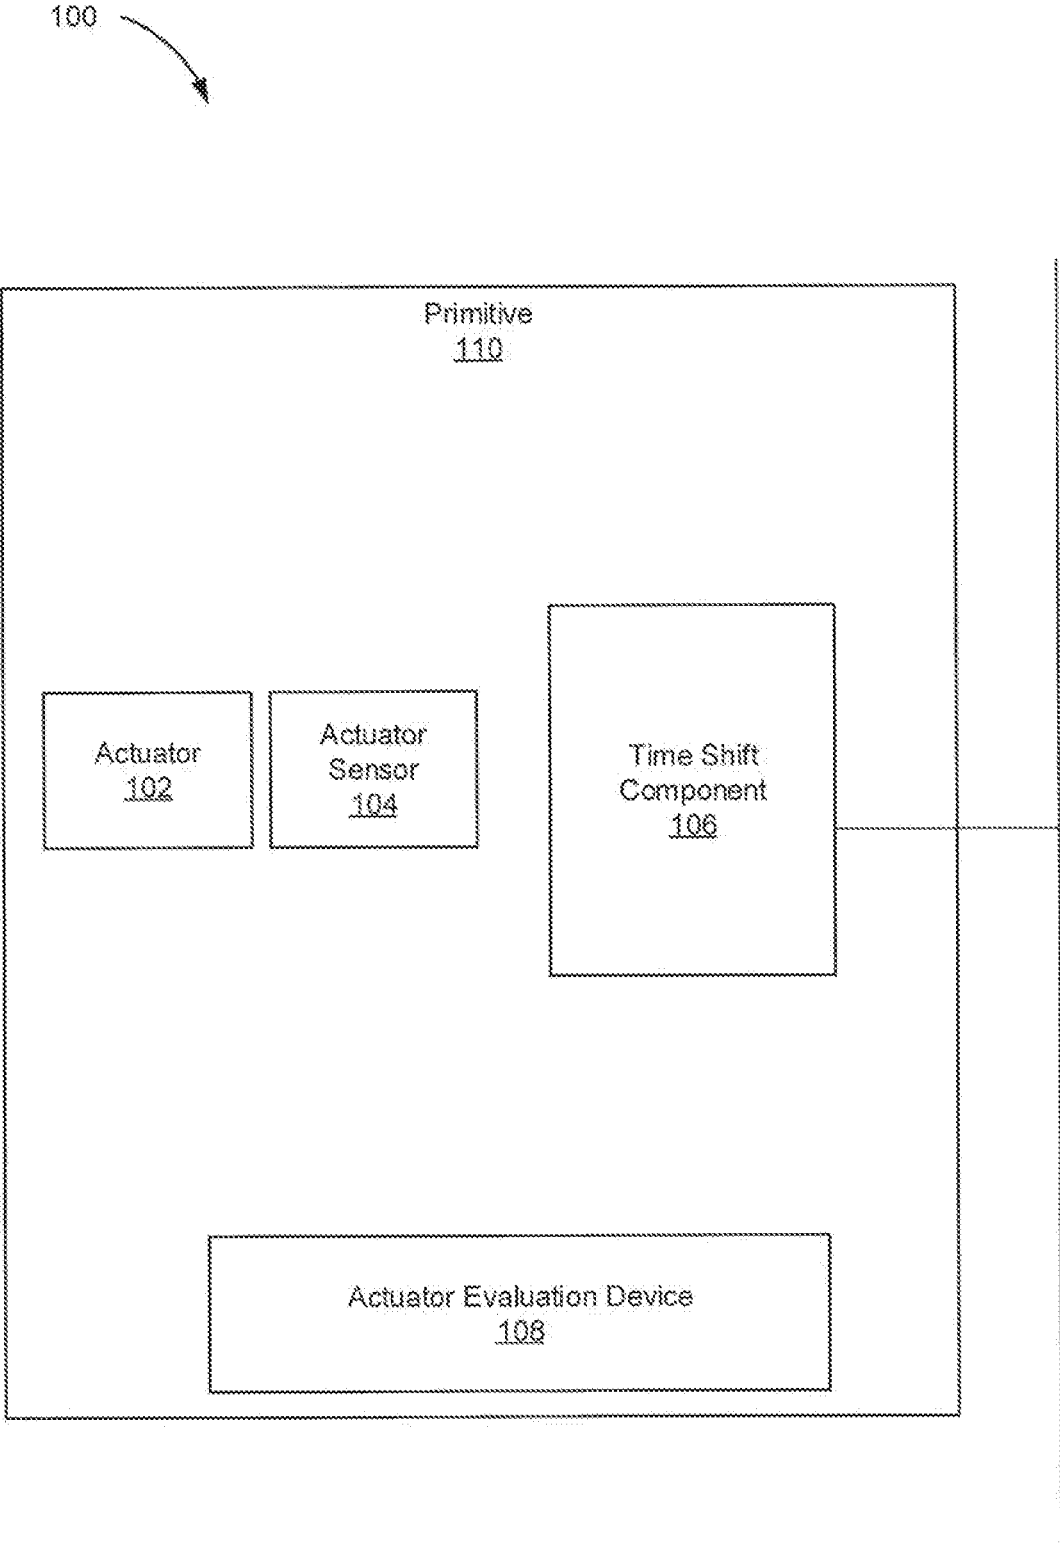 100
Primitive
110
Actuator
102
Actuator
Sensor
104
Time Shift
Component
106
Actuator Evaluation Device
108